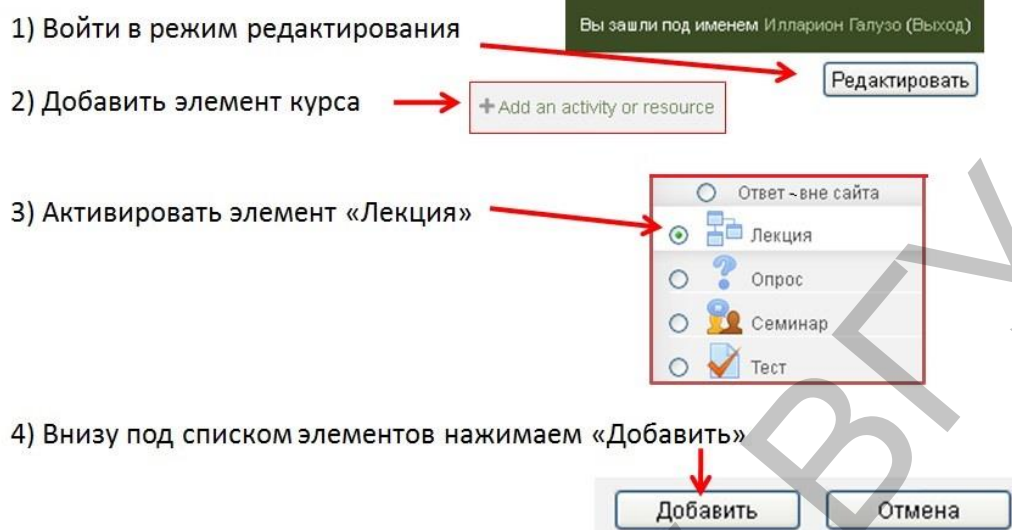 1) Войти в режим редактирования
Вы зашли под именем Илларион Галузо (Выход)
Редактировать
2) Добавить элемент курса
+ Add an activity or resource
3) Активировать элемент «Лекция»
Ответ - вне сайта
Лекция
Опрос
Семинар
Тест
4) Внизу под списком элементов нажимаем «Добавить»
Добавить
Отмена
ВГУ